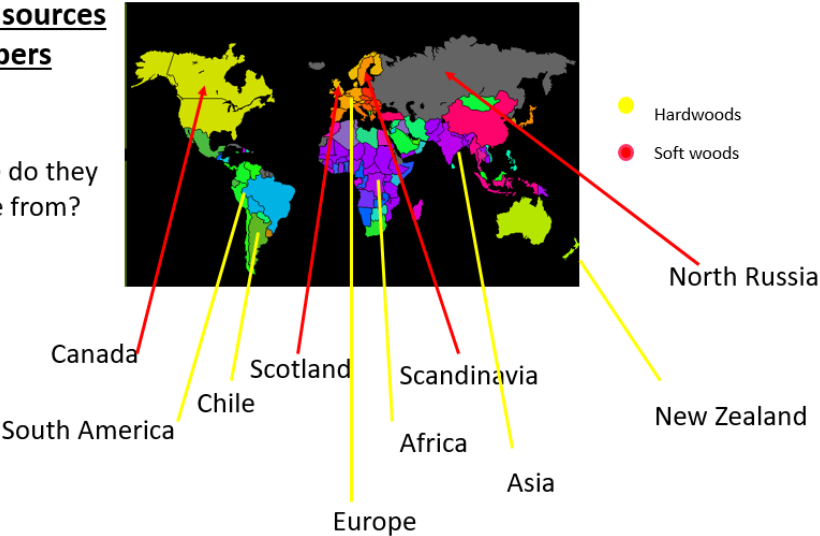 sources
Hardwoods
Soft woods
do they
from?
North Russia
Canada
Scotland
Scandinavia
Chile
New Zealand
South America
Africa
Asia
Europe